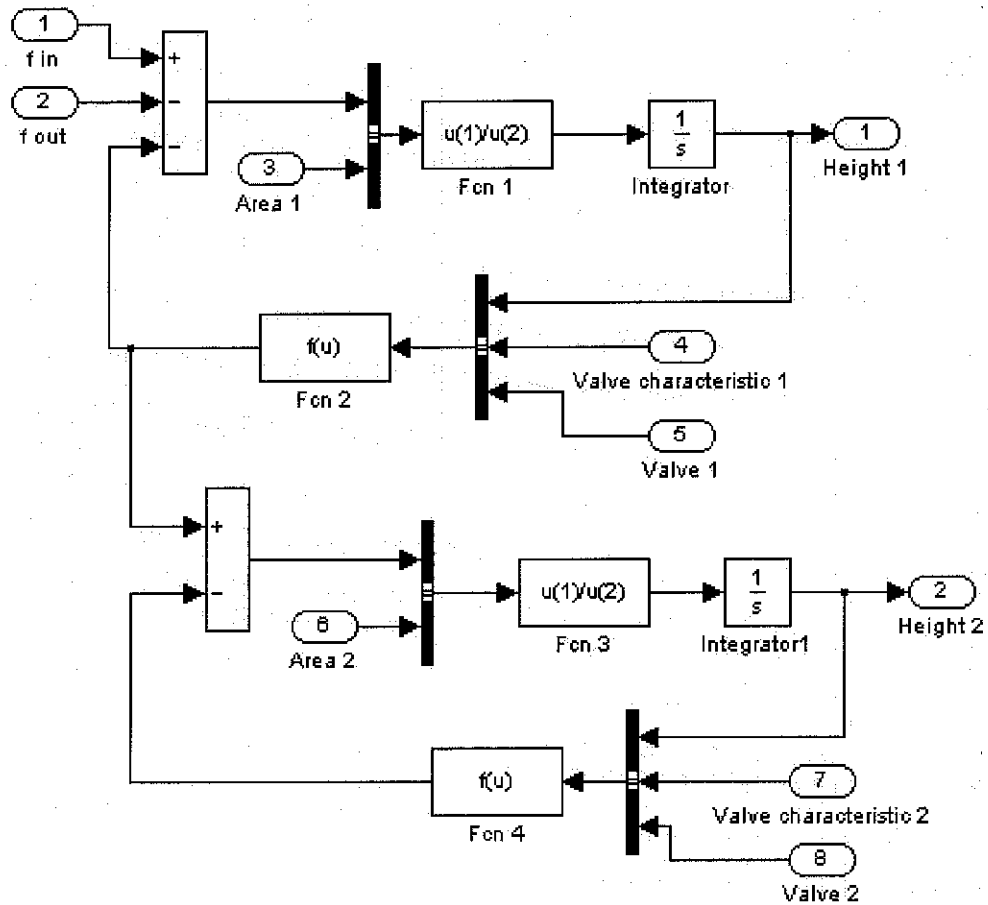 1
f in
2
f out
+
-
-
3
Area 1
u(1)/u(2)
Fcn 1
1
s
Integrator
1
Height 1
f(u)
Fcn 2
4
Valve characteristic 1
5
Valve 1
+
-
6
Area 2
u(1)/u(2)
Fcn 3
1
s
Integrator1
2
Height 2
f(u)
Fcn 4
7
Valve characteristic 2
8
Valve 2